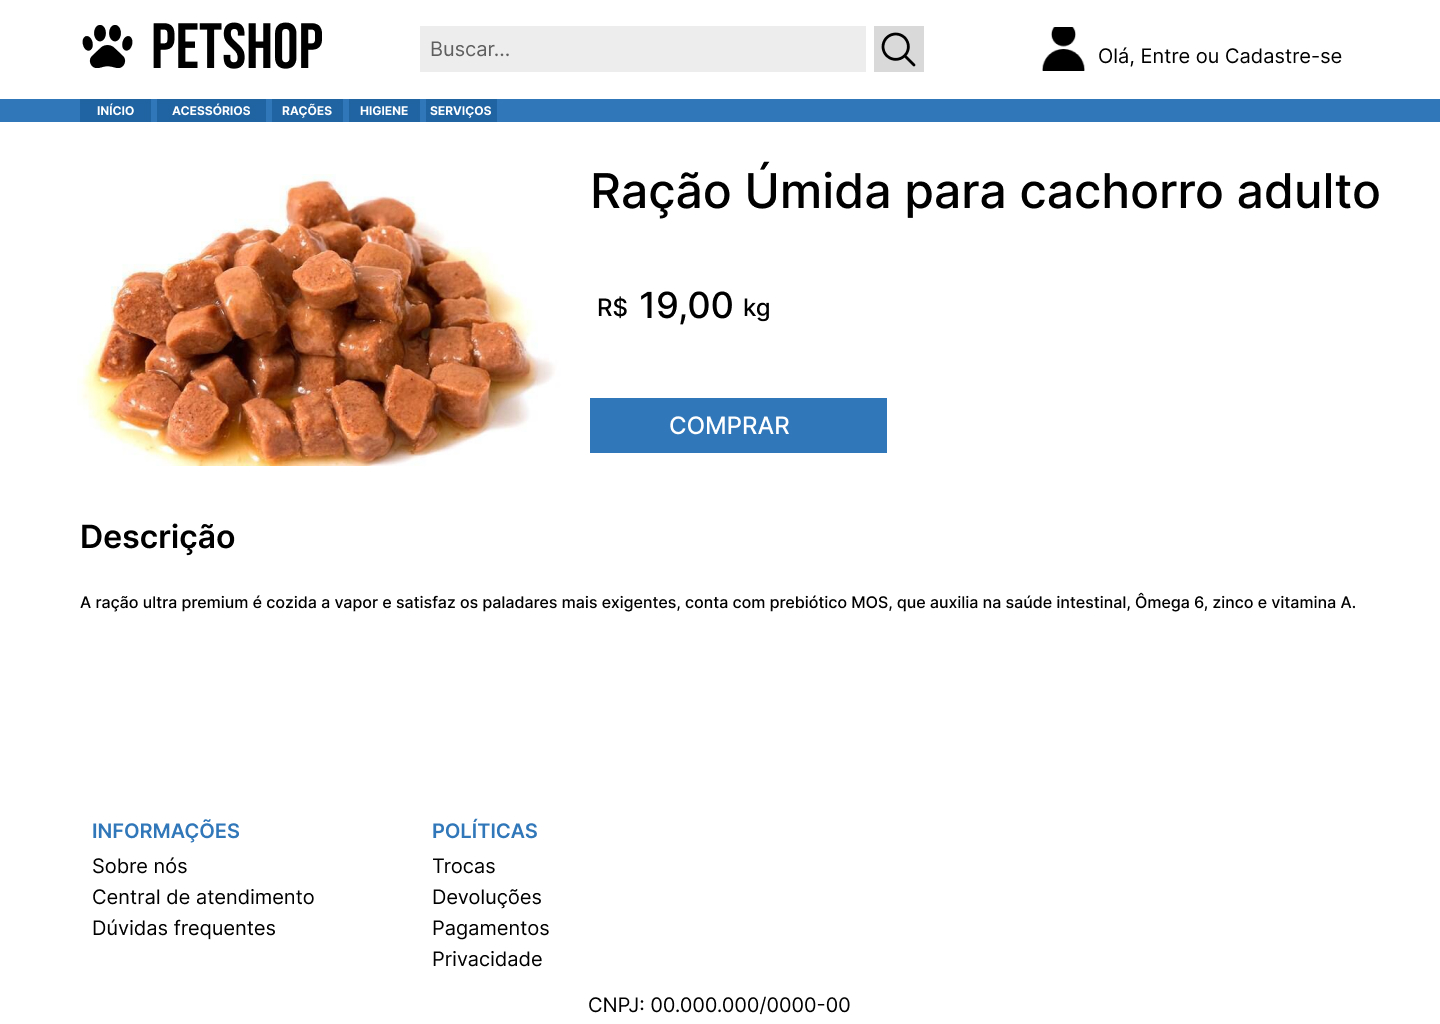 PETSHOP
Buscar...
Olá, Entre ou Cadastre-se
INÍCIO ACESSÓRIOS RAÇÕES HIGIENE SERVIÇOS
Ração Úmida para cachorro adulto
R$ 19,00 kg
COMPRAR
Descrição
A ração ultra premium é cozida a vapor e satisfaz os paladares mais exigentes, conta com prebiótico MOS, que auxilia na saúde intestinal, Ômega 6, zinco e vitamina A.
INFORMAÇÕES
Sobre nós
Central de atendimento
Dúvidas frequentes
POLÍTICAS
Trocas
Devoluções
Pagamentos
Privacidade
CNPJ: 00.000.000/0000-00